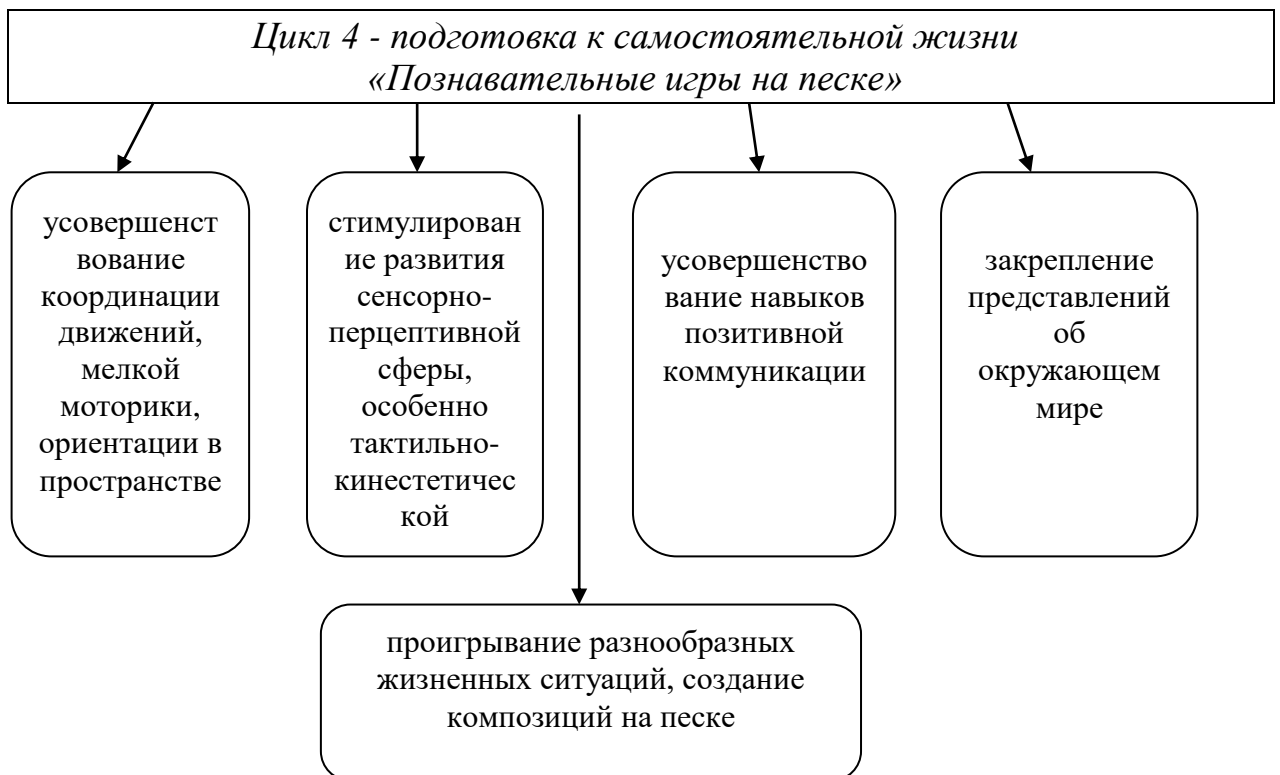 Цикл 4 - подготовка к самостоятельной жизни
«Познавательные игры на песке»
усовершенст
вование
координации
движений,
мелкой
моторики,
ориентации в
пространстве
стимулирован
ие развития
сенсорно-
перцептивной
сферы,
особенно
тактильно-
кинестетичес
кой
усовершенство
вание навыков
позитивной
коммуникации
закрепление
представлений
об
окружающем
мире
проигрывание разнообразных
жизненных ситуаций, создание
композиций на песке